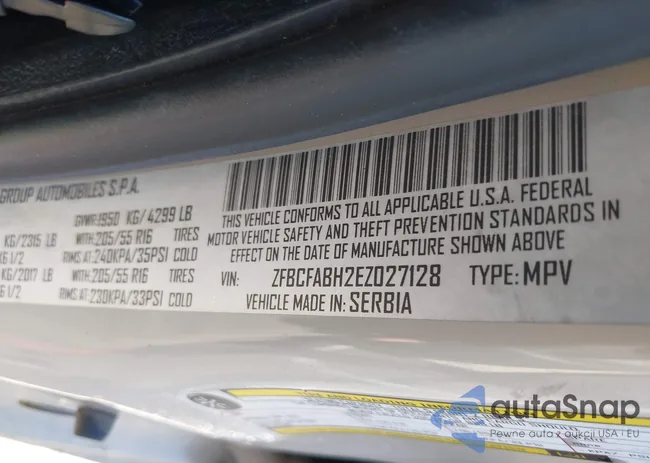 GROUP AUTOMOBILES S.P.A.
GVWR:1950 KG/ 4299 LB
KG/2315 LB WITH:205/55 R16 TIRES
1/2 RIMS AT:240KPA/35PSI COLD
KG/2017 LB WITH:205/55 R16 TIRES
1/2 RIMS AT:230KPA/33PSI COLD
THIS VEHICLE CONFORMS TO ALL APPLICABLE U.S.A. FEDERAL
MOTOR VEHICLE SAFETY AND THEFT PREVENTION STANDARDS IN
EFFECT ON THE DATE OF MANUFACTURE SHOWN ABOVE
VIN: ZFBCFABH2EZ027128 TYPE: MPV
VEHICLE MADE IN: SERBIA
autoSnap
Pewne auta z aukcji USA i EU